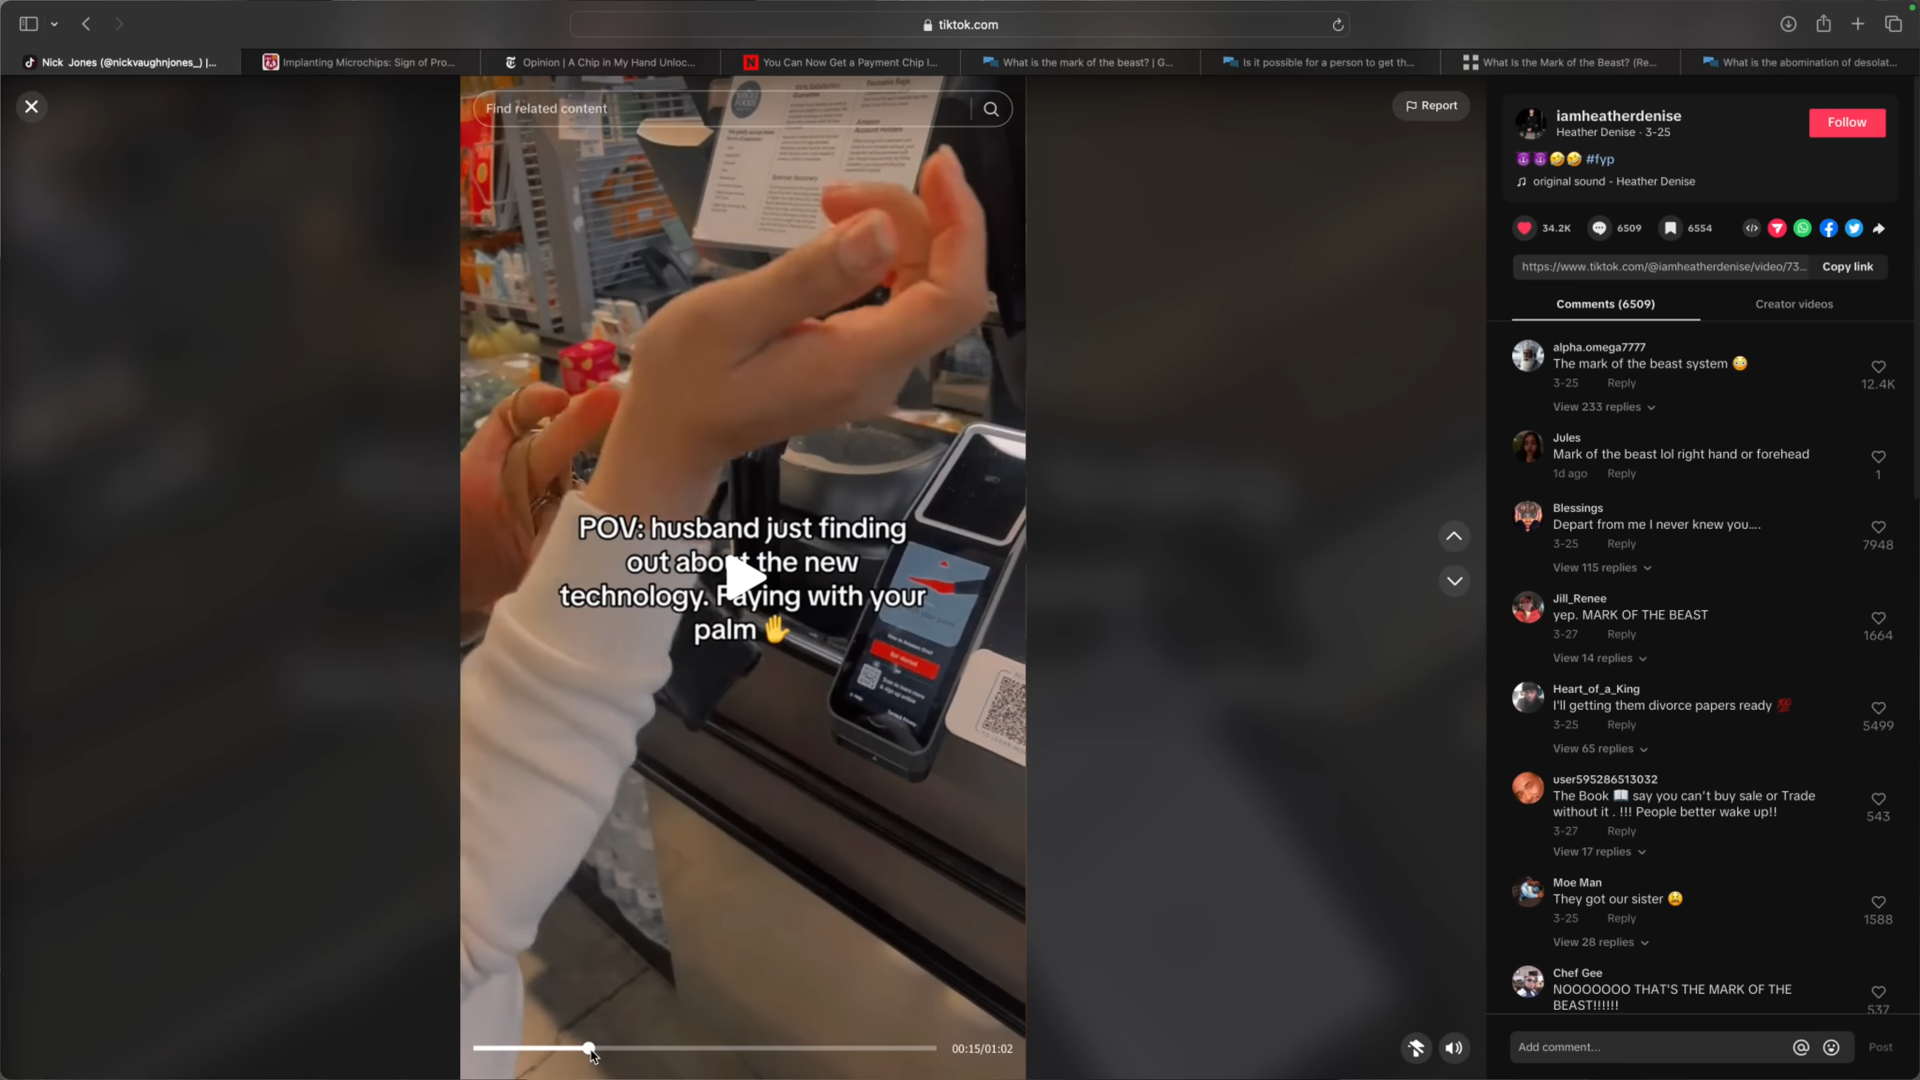 tiktok.com
Nick Jones (@nickvaughnjones_) |...
Implanting Microchips: Sign of Pro...
Opinion | A Chip in My Hand Unloc...
You Can Now Get a Payment Chip I...
What is the mark of the beast? | G...
Is it possible for a person to get th...
What Is the Mark of the Beast? (Re...
What is the abomination of desolat...
Find related content
Report
100% Satisfaction
Guarantee
Amazon
Account Holders
Scanner Accuracy
POV: husband just finding
out about the new
technology. Paying with your
palm 🤚
00:15/01:02
iamheatherdenise
Heather Denise · 3-25
Follow
😈😈🤣🤣 #fyp
♫ original sound - Heather Denise
34.2K
6509
6554
https://www.tiktok.com/@iamheatherdenise/video/73...
Copy link
Comments (6509)
Creator videos
alpha.omega7777
The mark of the beast system 😳
3-25 Reply
12.4K
View 233 replies
Jules
Mark of the beast lol right hand or forehead
1d ago Reply
1
Blessings
Depart from me I never knew you....
3-25 Reply
7948
View 115 replies
Jill_Renee
yep. MARK OF THE BEAST
3-27 Reply
1664
View 14 replies
Heart_of_a_King
I'll getting them divorce papers ready 💯
3-25 Reply
5499
View 65 replies
user595286513032
The Book 📖 say you can't buy sale or Trade
without it . !!! People better wake up!!
543
3-27 Reply
View 17 replies
Moe Man
They got our sister 😫
3-25 Reply
1588
View 28 replies
Chef Gee
NOOOOOOO THAT'S THE MARK OF THE
BEAST!!!!!!
537
Add comment...
Post